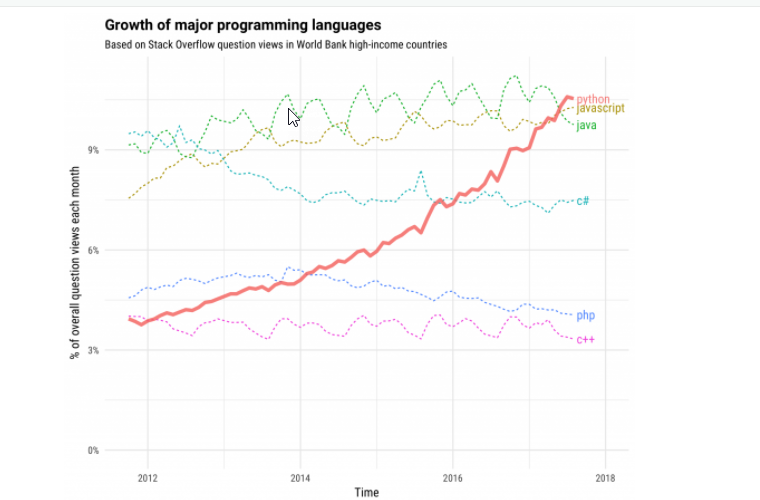 Growth of major programming languages
Based on Stack Overflow question views in World Bank high-income countries
% of overall question views each month
9%
6%
3%
0%
python
javascript
java
c#
php
c++
2012
2014
2016
2018
Time